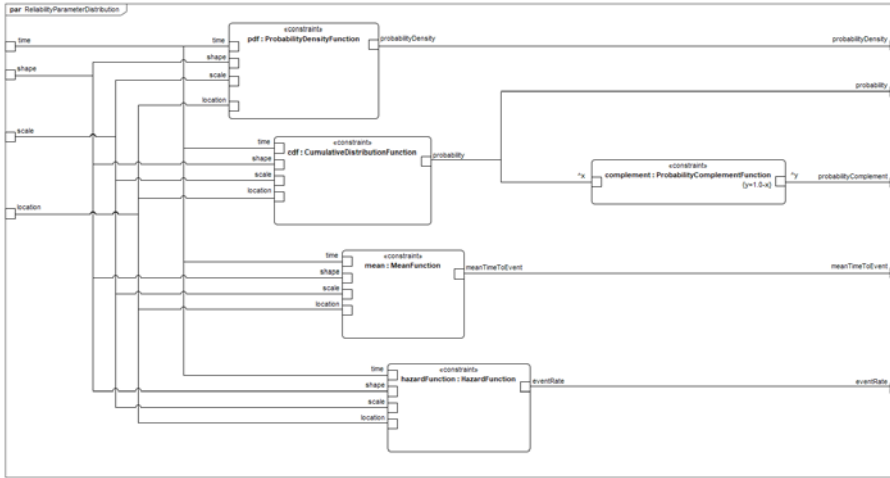 par ReliabilityParameterDistribution
time
shape
scale
location
«constraint»
pdf : ProbabilityDensityFunction
time
shape
scale
location
probabilityDensity
probabilityDensity
«constraint»
cdf : CumulativeDistributionFunction
time
shape
scale
location
probability
probability
«constraint»
complement : ProbabilityComplementFunction
{y=1.0-x}
^x
^y
probabilityComplement
«constraint»
mean : MeanFunction
time
shape
scale
location
meanTimeToEvent
meanTimeToEvent
«constraint»
hazardFunction : HazardFunction
time
shape
scale
location
eventRate
eventRate